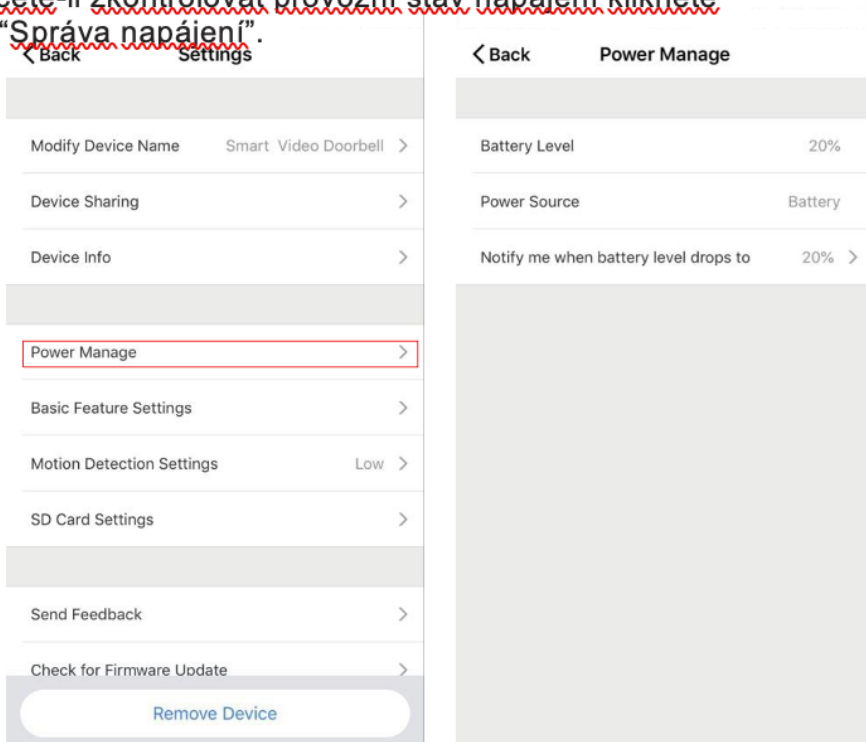 zkontrolovat provozní stav napájení klikněte
“Správa napájení”.
Back Settings
Modify Device Name Smart Video Doorbell
Device Sharing
Device Info
Power Manage
Basic Feature Settings
Motion Detection Settings Low
SD Card Settings
Send Feedback
Check for Firmware Update
Remove Device
Back Power Manage
Battery Level 20%
Power Source Battery
Notify me when battery level drops to 20%